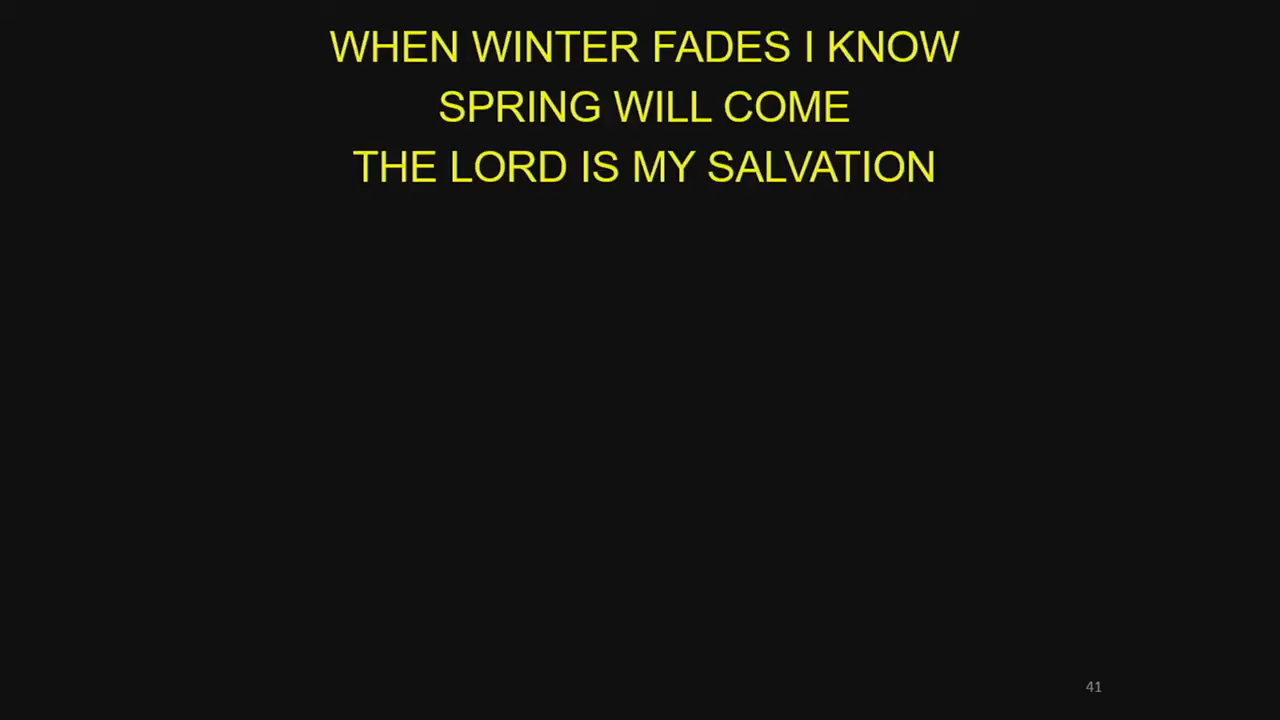 WHEN WINTER FADES I KNOW
SPRING WILL COME
THE LORD IS MY SALVATION
41